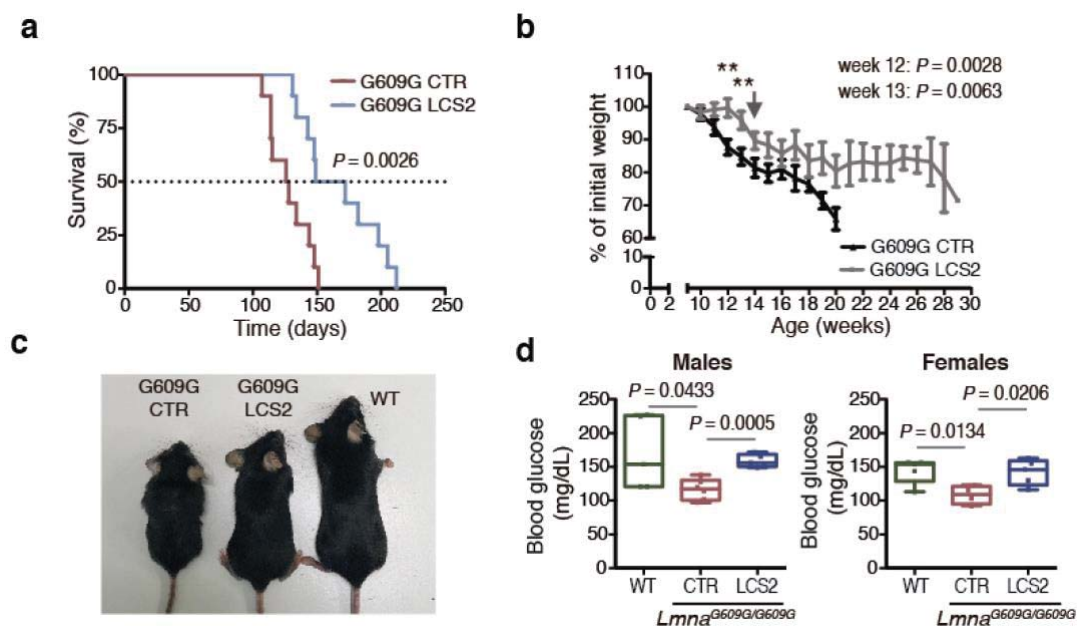 a
100
75
50
25
0
Survival (%)
0 50 100 150 200 250
Time (days)
G609G CTR
G609G LCS2
P = 0.0026
b
** 
**
week 12: P = 0.0028
week 13: P = 0.0063
110
100
90
80
70
60
10
0
% of initial weight
0 2 10 12 14 16 18 20 22 24 26 28 30
Age (weeks)
G609G CTR
G609G LCS2
c
G609G
CTR
G609G
LCS2
WT
d
Males
250
200
150
100
50
0
Blood glucose
(mg/dL)
P = 0.0433
P = 0.0005
WT CTR LCS2
Lmna G609G/G609G
Females
250
200
150
100
50
0
Blood glucose
(mg/dL)
P = 0.0206
P = 0.0134
WT CTR LCS2
Lmna G609G/G609G